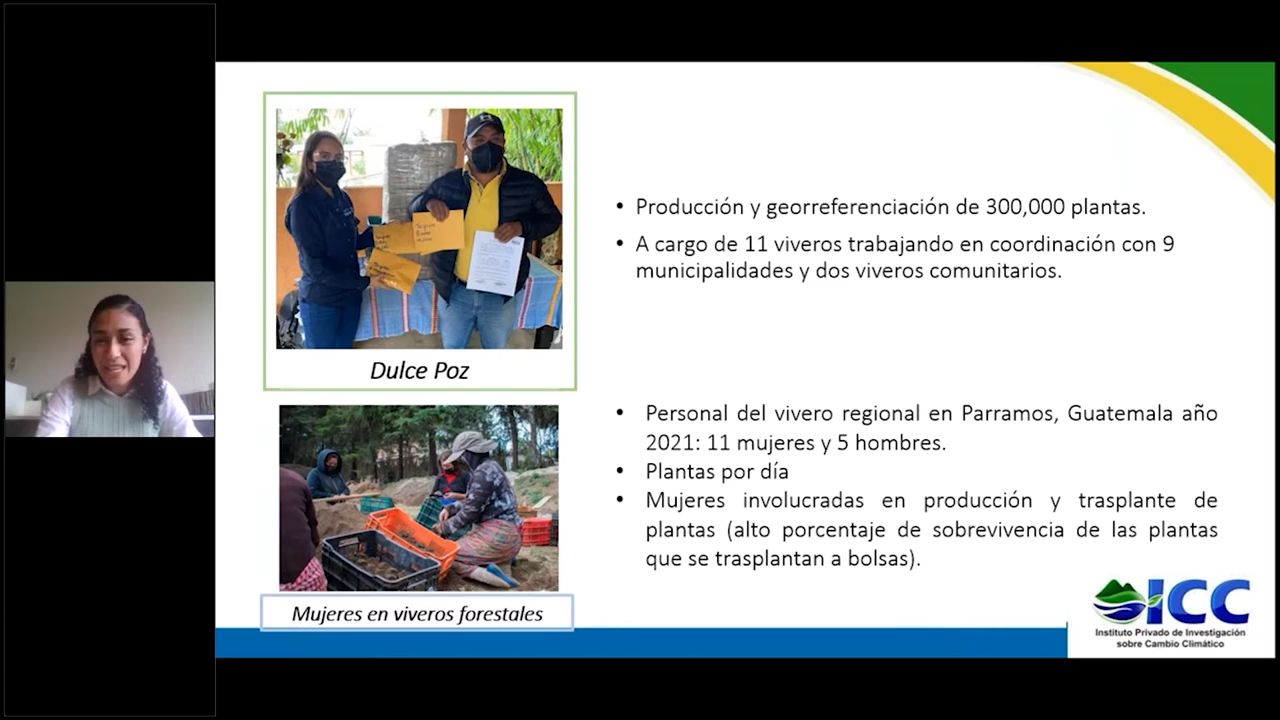 Dulce Poz
• Producción y georreferenciación de 300,000 plantas.
• A cargo de 11 viveros trabajando en coordinación con 9
municipalidades y dos viveros comunitarios.
Mujeres en viveros forestales
• Personal del vivero regional en Parramos, Guatemala año
2021: 11 mujeres y 5 hombres.
• Plantas por día
• Mujeres involucradas en producción y trasplante de
plantas (alto porcentaje de sobrevivencia de las plantas
que se trasplantan a bolsas).
ICC
Instituto Privado de Investigación
sobre Cambio Climático